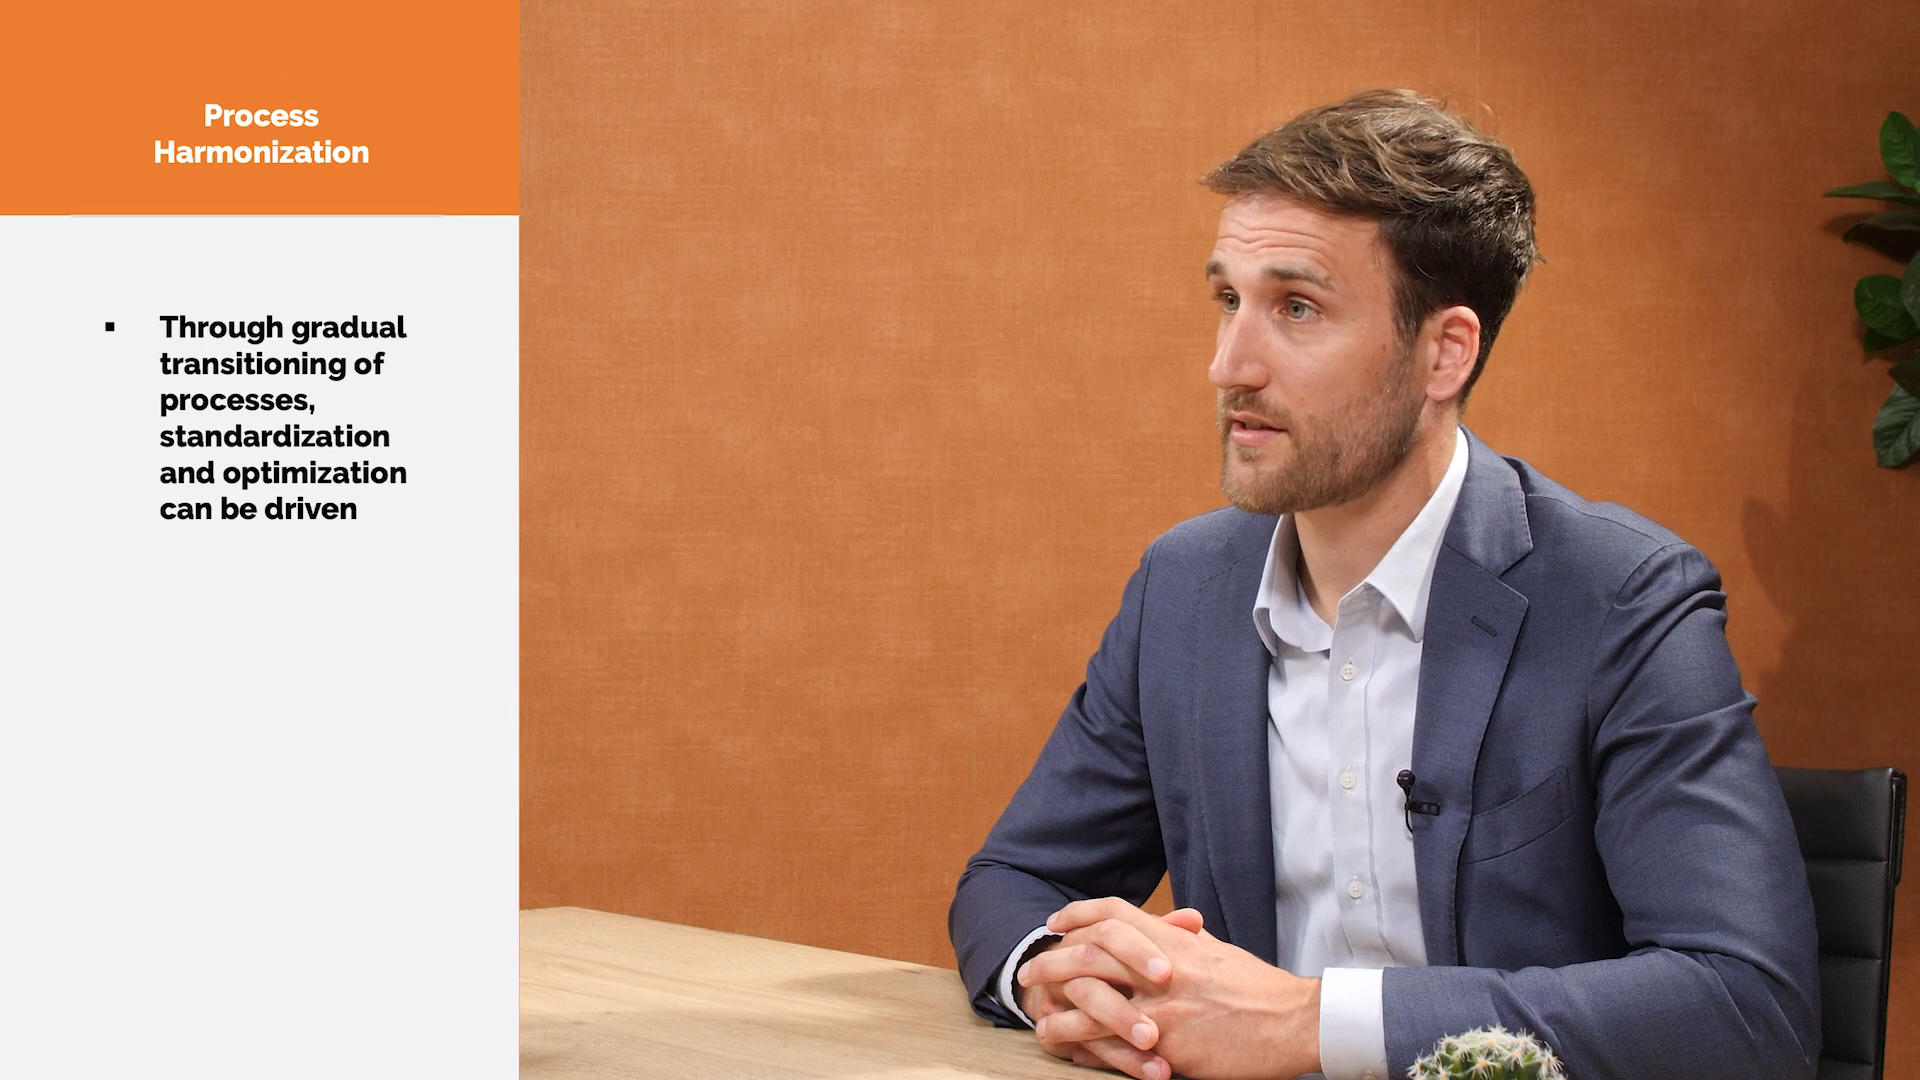 Process
Harmonization
▪ Through gradual
transitioning of
processes,
standardization
and optimization
can be driven